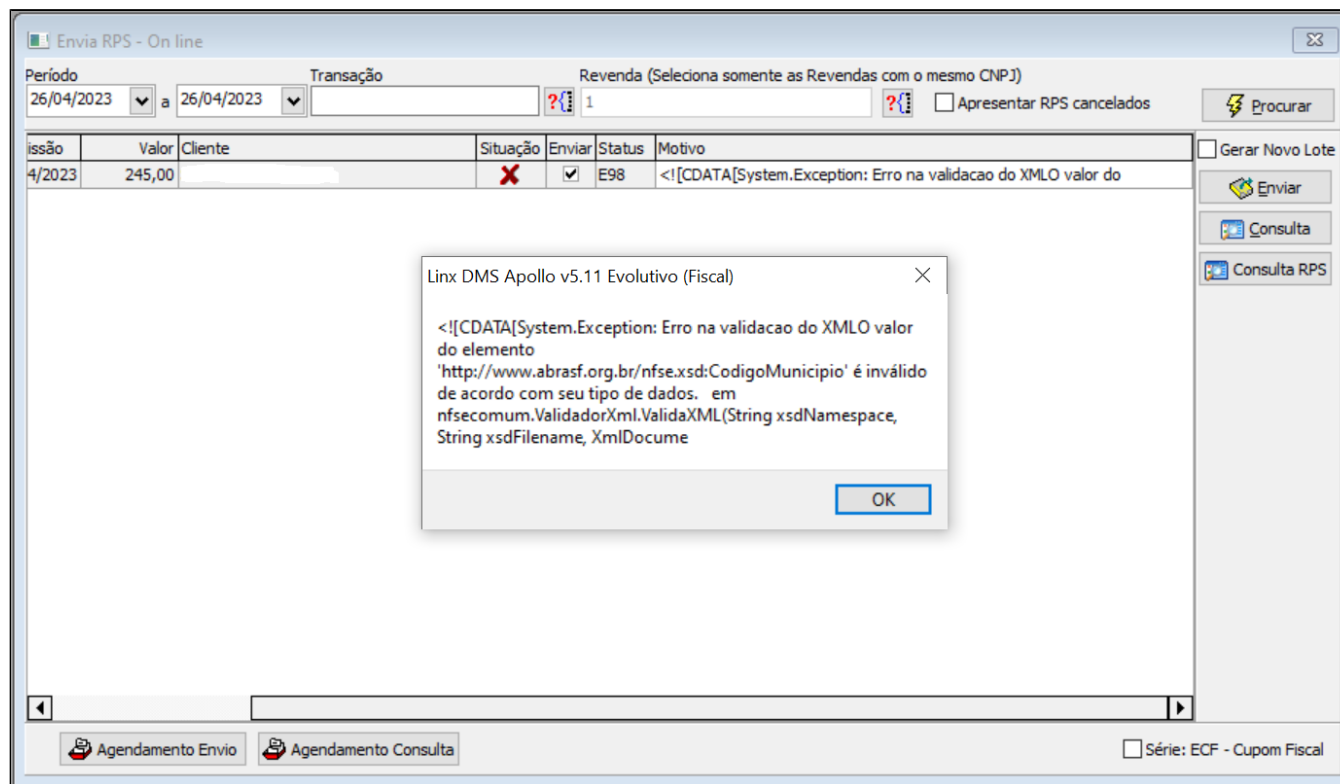 Envia RPS - On line
Período Transação Revenda (Seleciona somente as Revendas com o mesmo CNPJ)
26/04/2023 a 26/04/2023 ?{ 1 ?{ Apresentar RPS cancelados Procurar
issão Valor Cliente Situação Enviar Status Motivo Gerar Novo Lote
4/2023 245,00 E98 <![CDATA[System.Exception: Erro na validacao do XMLO valor do
Enviar
Consulta
Consulta RPS
Linx DMS Apollo v5.11 Evolutivo (Fiscal)
<![CDATA[System.Exception: Erro na validacao do XMLO valor
do elemento
'http://www.abrasf.org.br/nfse.xsd:CodigoMunicipio' é inválido
de acordo com seu tipo de dados. em
nfsecomum.ValidadorXml.ValidaXML(String xsdNamespace,
String xsdFilename, XmlDocume
OK
Agendamento Envio Agendamento Consulta Série: ECF - Cupom Fiscal